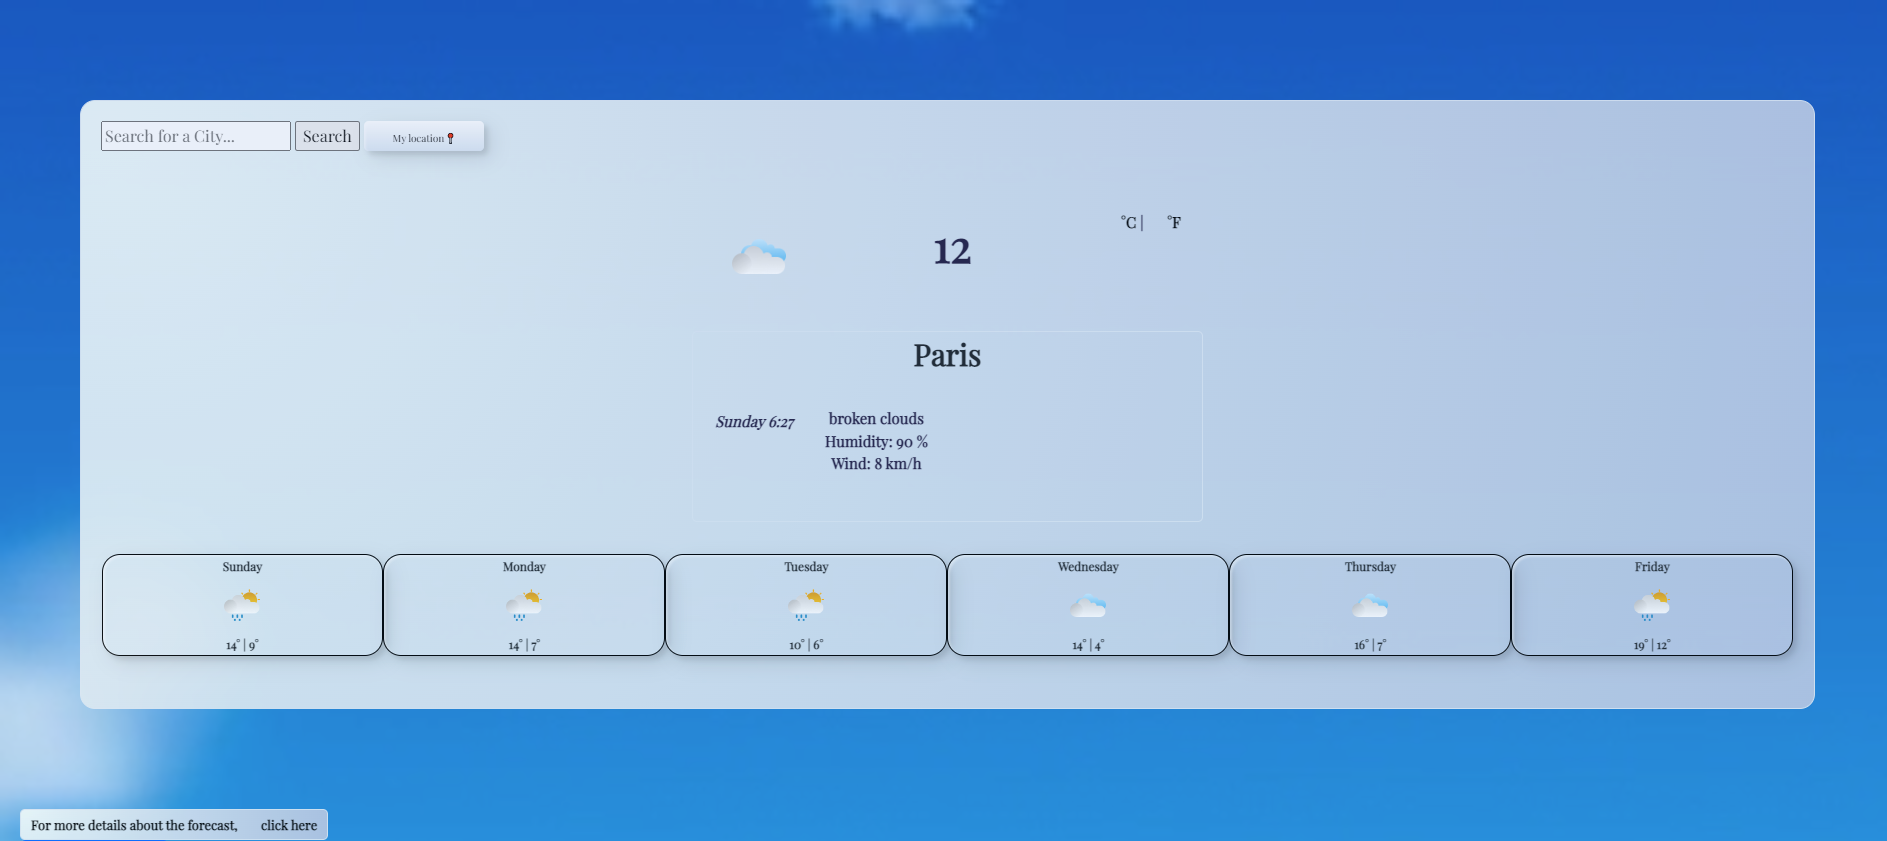 Search for a City...
Search
My location
12
°C | °F
Paris
Sunday 6:27
broken clouds
Humidity: 90 %
Wind: 8 km/h
Sunday
14° | 9°
Monday
14° | 7°
Tuesday
10° | 6°
Wednesday
14° | 4°
Thursday
16° | 7°
Friday
19° | 12°
For more details about the forecast, click here